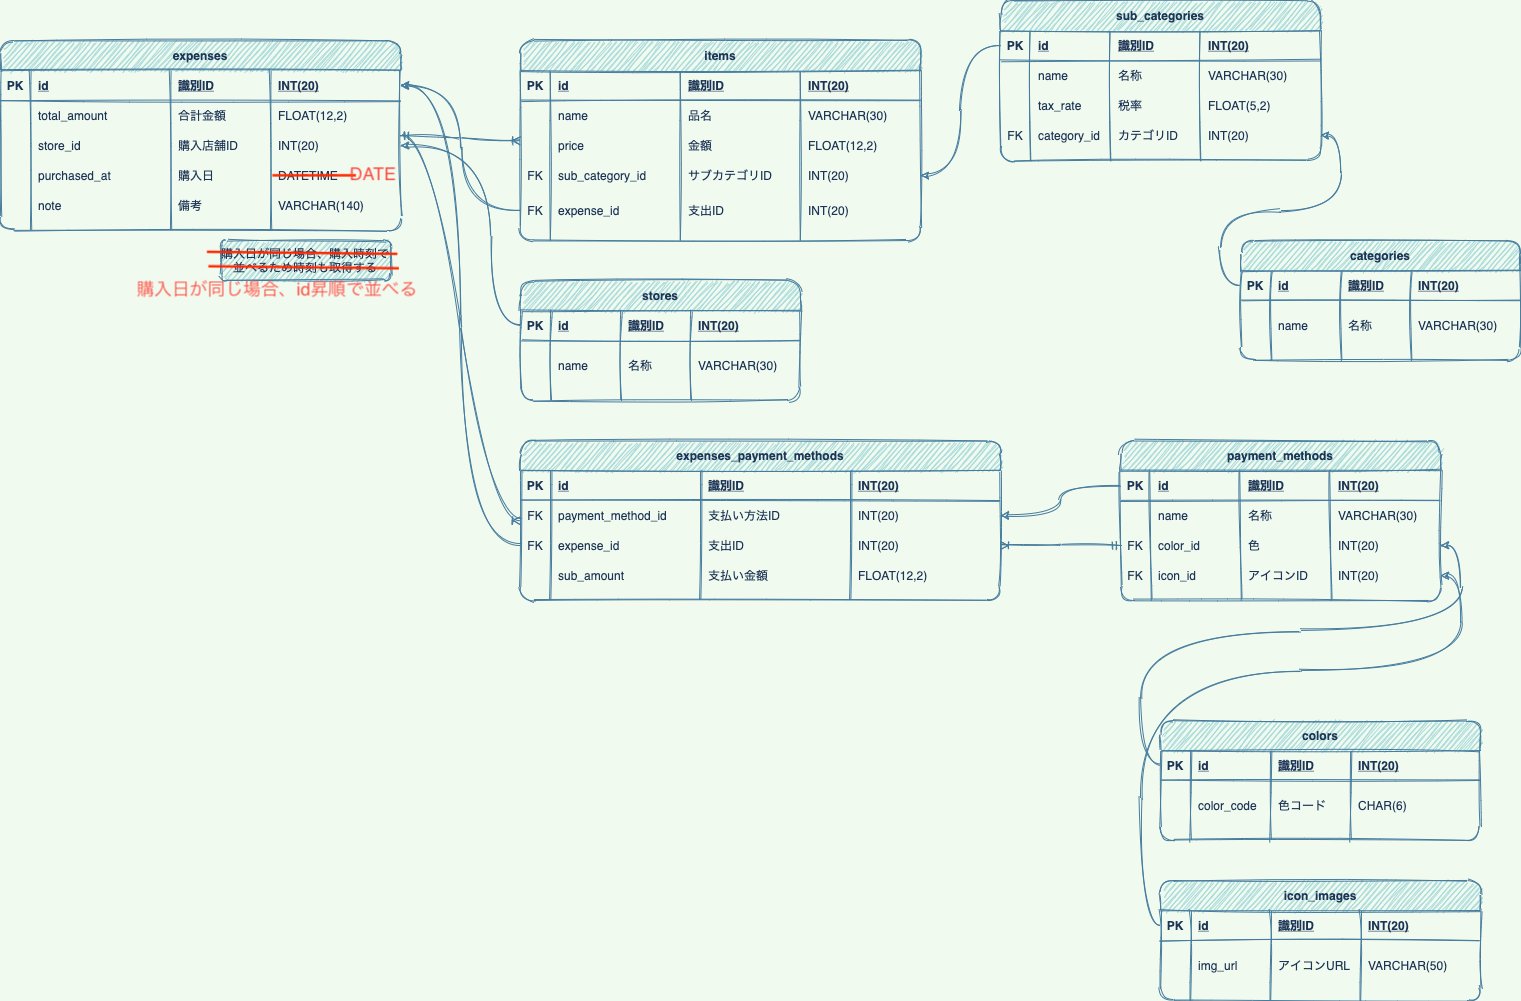 expenses
PK id 識別ID INT(20)
total_amount 合計金額 FLOAT(12,2)
store_id 購入店舗ID INT(20)
purchased_at 購入日 DATETIME DATE
note 備考 VARCHAR(140)
購入日が同じ場合、購入時刻で
並べるため時刻も取得する
購入日が同じ場合、id昇順で並べる
items
PK id 識別ID INT(20)
name 品名 VARCHAR(30)
price 金額 FLOAT(12,2)
FK sub_category_id サブカテゴリID INT(20)
FK expense_id 支出ID INT(20)
sub_categories
PK id 識別ID INT(20)
name 名称 VARCHAR(30)
tax_rate 税率 FLOAT(5,2)
FK category_id カテゴリID INT(20)
categories
PK id 識別ID INT(20)
name 名称 VARCHAR(30)
stores
PK id 識別ID INT(20)
name 名称 VARCHAR(30)
expenses_payment_methods
PK id 識別ID INT(20)
FK payment_method_id 支払い方法ID INT(20)
FK expense_id 支出ID INT(20)
sub_amount 支払い金額 FLOAT(12,2)
payment_methods
PK id 識別ID INT(20)
name 名称 VARCHAR(30)
FK color_id 色 INT(20)
FK icon_id アイコンID INT(20)
colors
PK id 識別ID INT(20)
color_code 色コード CHAR(6)
icon_images
PK id 識別ID INT(20)
img_url アイコンURL VARCHAR(50)